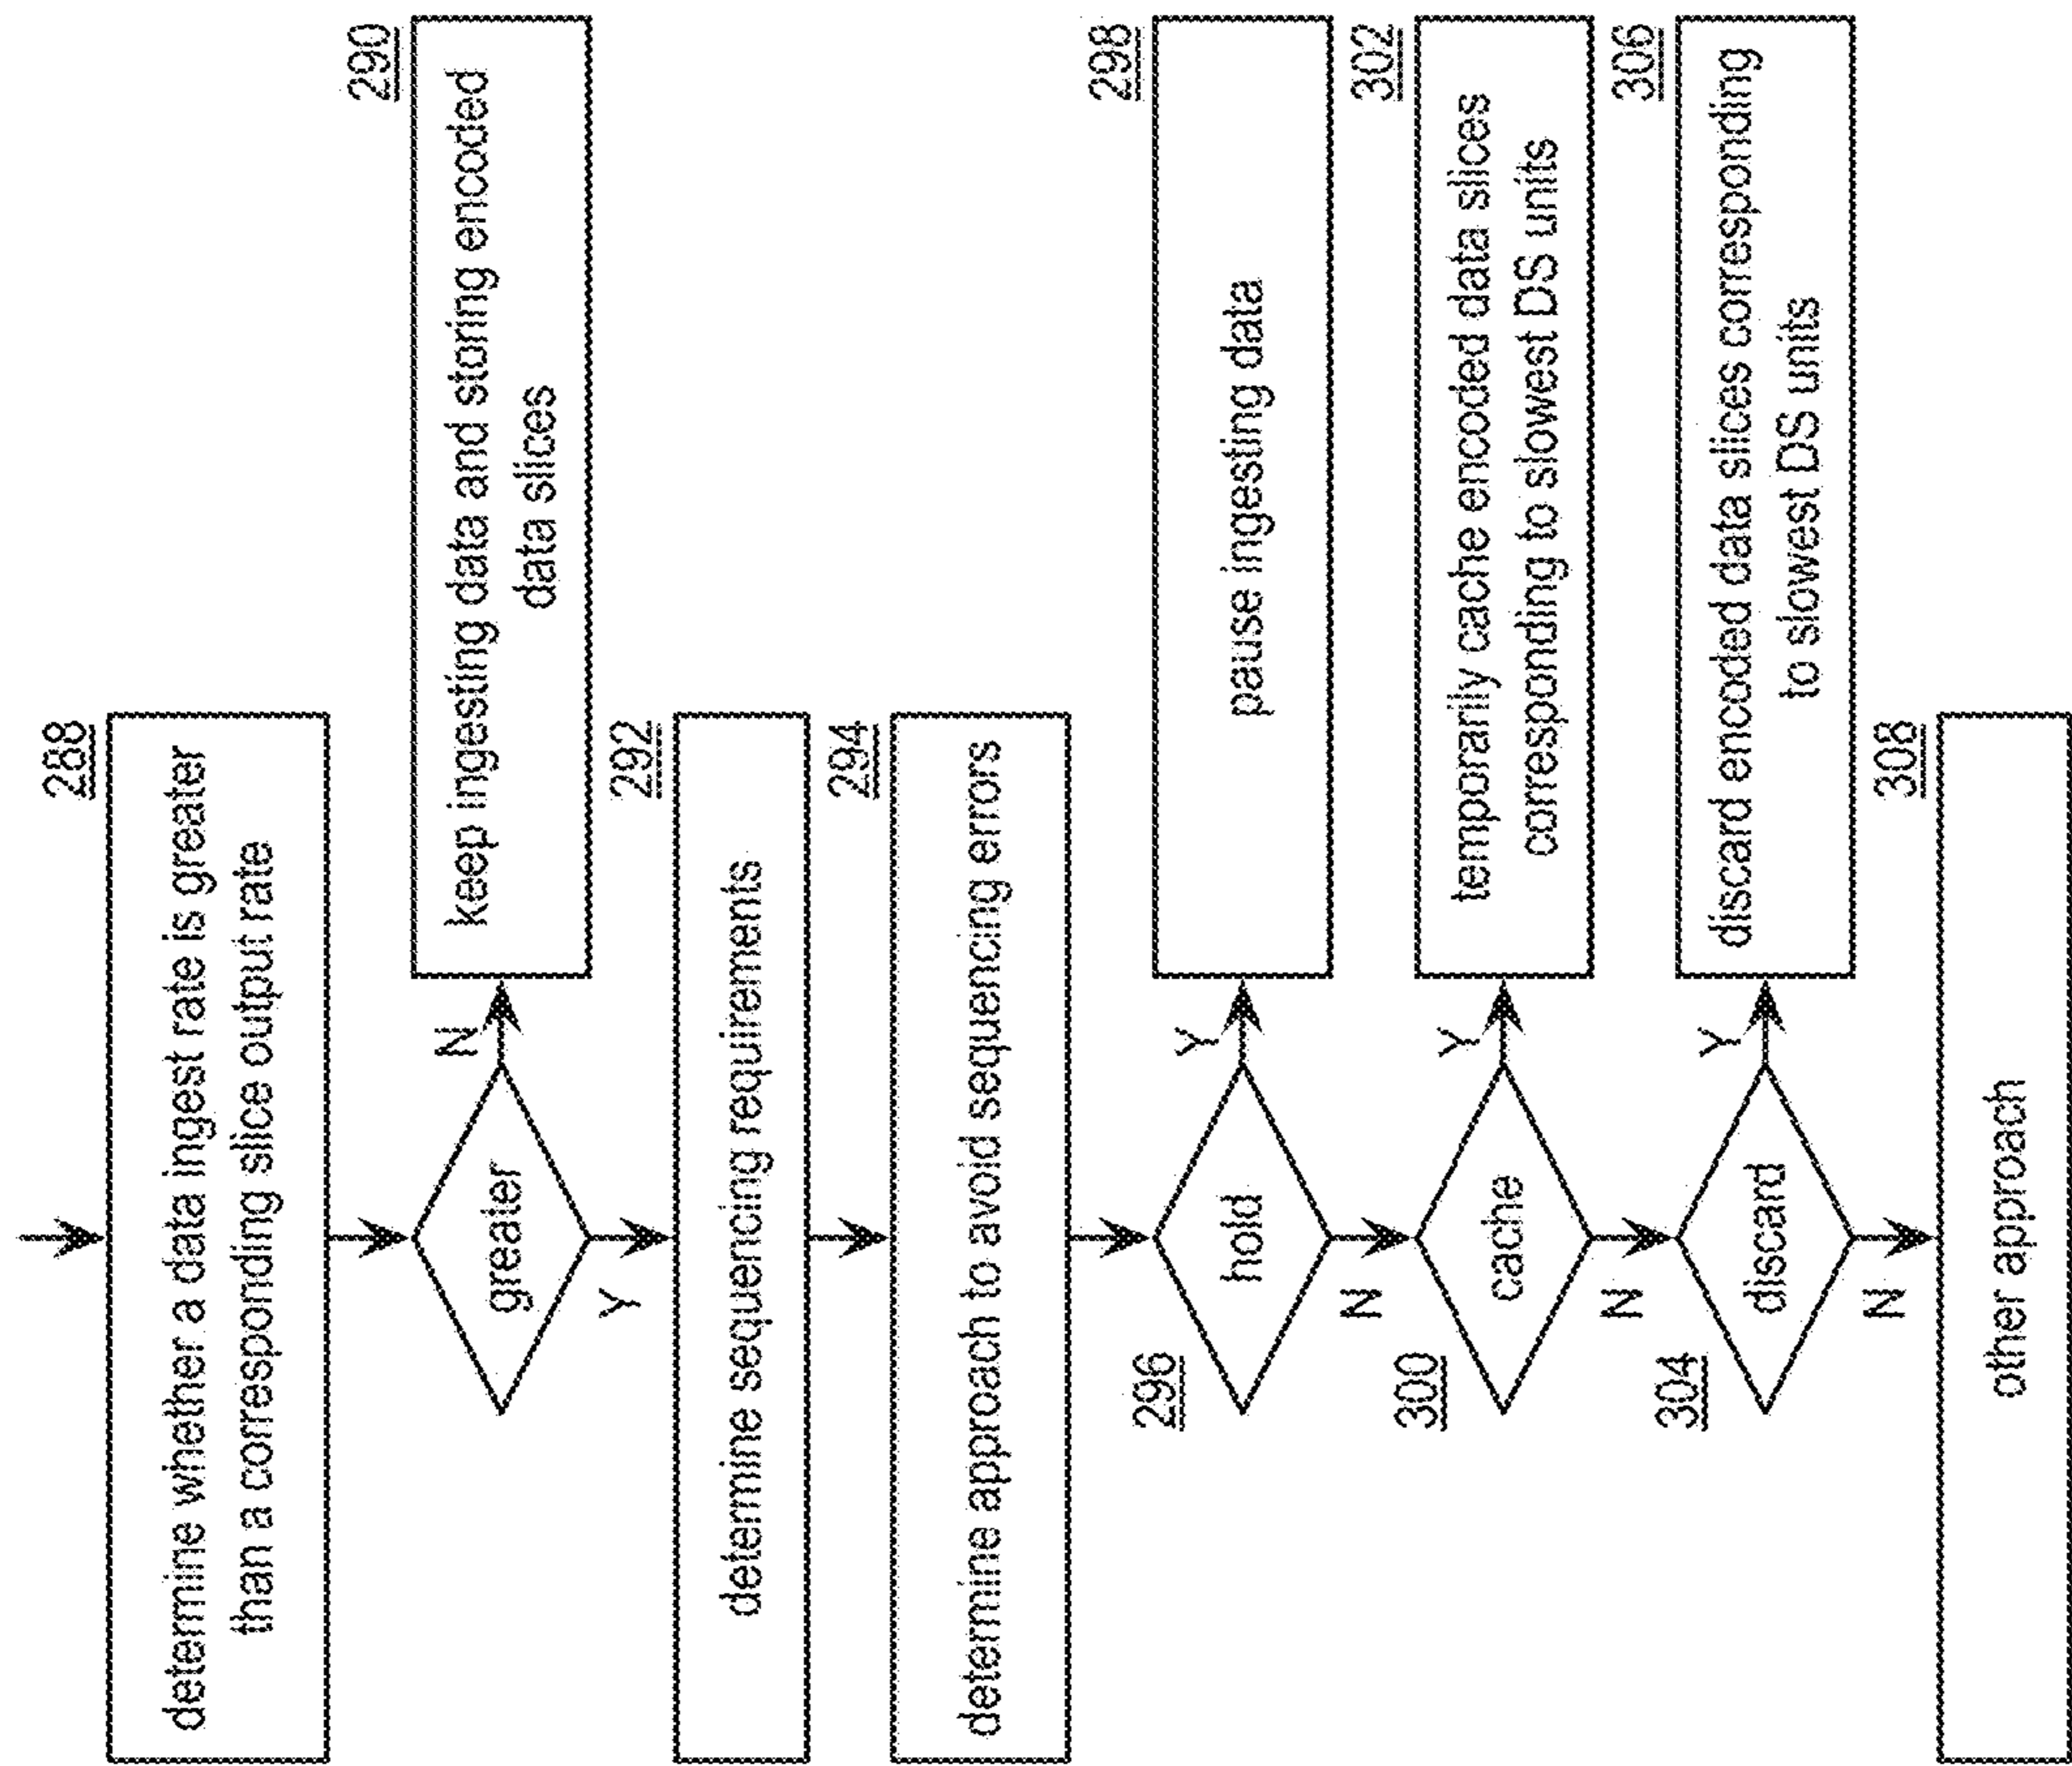 288
determine whether a data ingest rate is greater
than a corresponding slice output rate
greater
N
290
keep ingesting data and storing encoded
data slices
Y
292
determine sequencing requirements
294
determine approach to avoid sequencing errors
296
hold
Y
298
pause ingesting data
N
300
cache
Y
302
temporarily cache encoded data slices
corresponding to slowest DS units
N
304
discard
Y
306
discard encoded data slices corresponding
to slowest DS units
N
308
other approach